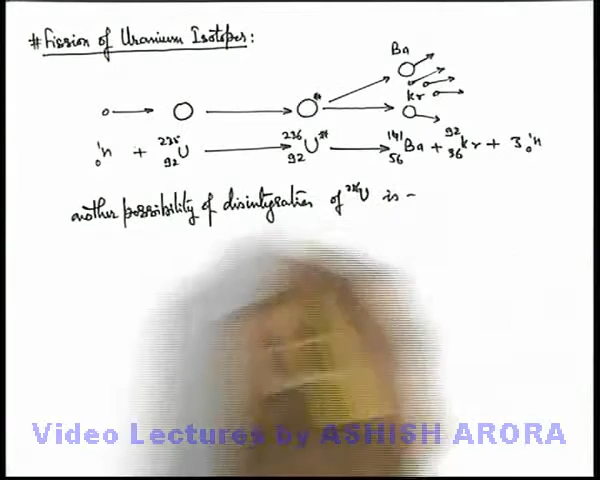 # Fission of Uranium Isotopes:
Ba
Kr
¹₀n + ²³⁵₉₂U → ²³⁶₉₂U* → ¹⁴¹₅₆Ba + ⁹²₃₆Kr + 3 ¹₀n
another possibility of disintegration of ²³⁶U is -
Video Lectures by ASHISH ARORA